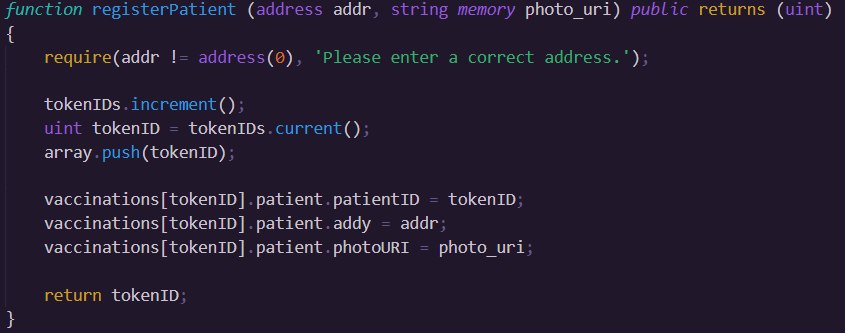 function registerPatient (address addr, string memory photo_uri) public returns (uint)
{
require(addr != address(0), 'Please enter a correct address.');
tokenIDs.increment();
uint tokenID = tokenIDs.current();
array.push(tokenID);
vaccinations[tokenID].patient.patientID = tokenID;
vaccinations[tokenID].patient.addy = addr;
vaccinations[tokenID].patient.photoURI = photo_uri;
return tokenID;
}